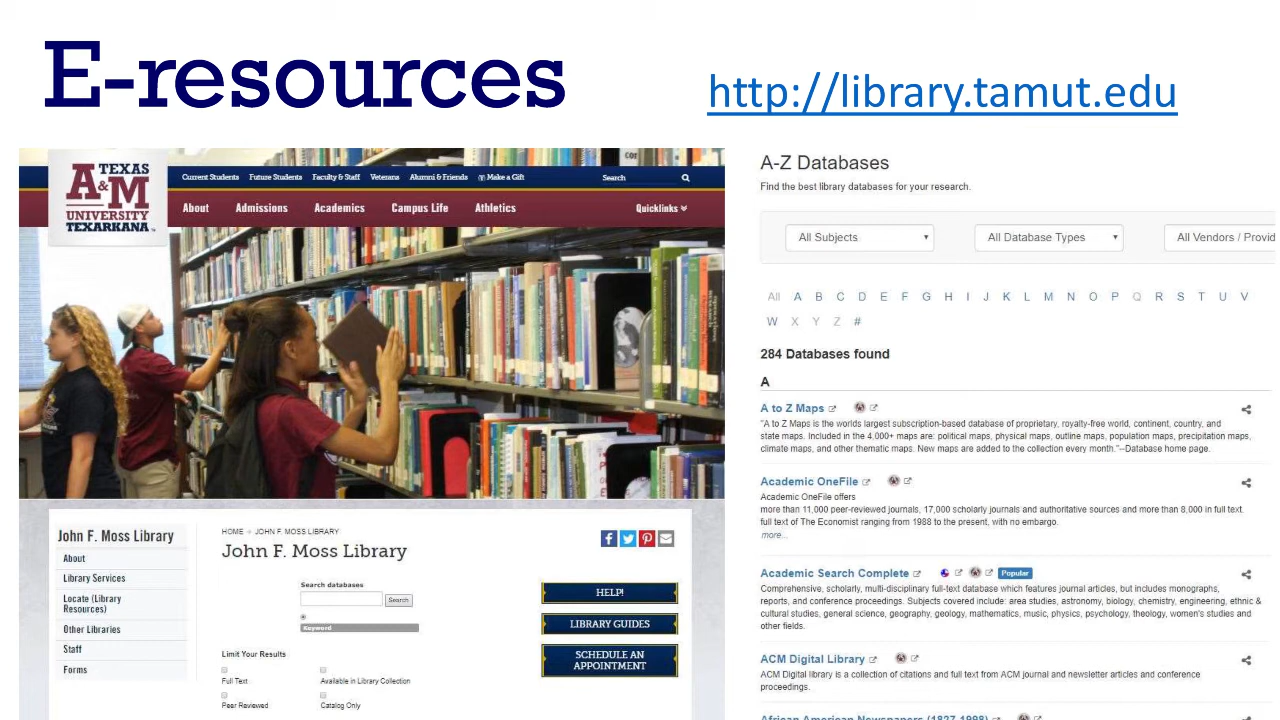 E-resources
http://library.tamut.edu
TEXAS
A&M
UNIVERSITY
TEXARKANA
Current Students Future Students Faculty & Staff Veterans Alumni & Friends Make a Gift Search
About Admissions Academics Campus Life Athletics Quicklinks
John F. Moss Library
About
Library Services
Locate (Library
Resources)
Other Libraries
Staff
Forms
HOME » JOHN F. MOSS LIBRARY
John F. Moss Library
Search databases
Search
Keyword
Limit Your Results
Full Text Available in Library Collection
Peer Reviewed Catalog Only
HELP!
LIBRARY GUIDES
SCHEDULE AN
APPOINTMENT
A-Z Databases
Find the best library databases for your research.
All Subjects All Database Types All Vendors / Provid
All A B C D E F G H I J K L M N O P Q R S T U V
W X Y Z #
284 Databases found
A
A to Z Maps
"A to Z Maps is the worlds largest subscription-based database of proprietary, royalty-free world, continent, country, and
state maps. Included in the 4,000+ maps are: political maps, physical maps, outline maps, population maps, precipitation maps,
climate maps, and other thematic maps. New maps are added to the collection every month."--Database home page.
Academic OneFile
Academic OneFile offers
more than 11,000 peer-reviewed journals, 17,000 scholarly journals and authoritative sources and more than 8,000 in full text.
full text of The Economist ranging from 1988 to the present, with no embargo.
more...
Academic Search Complete Popular
Comprehensive, scholarly, multi-disciplinary full-text database which features journal articles, but includes monographs,
reports, and conference proceedings. Subjects covered include: area studies, astronomy, biology, chemistry, engineering, ethnic &
cultural studies, general science, geography, geology, mathematics, music, physics, psychology, theology, women's studies and
other fields.
ACM Digital Library
ACM Digital library is a collection of citations and full text from ACM journal and newsletter articles and conference
proceedings.
African American Newspapers (1827-1998)